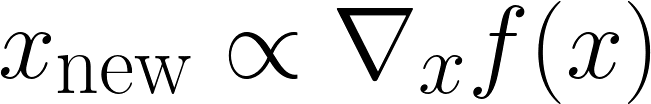 x_new ∝ ∇_x f(x)